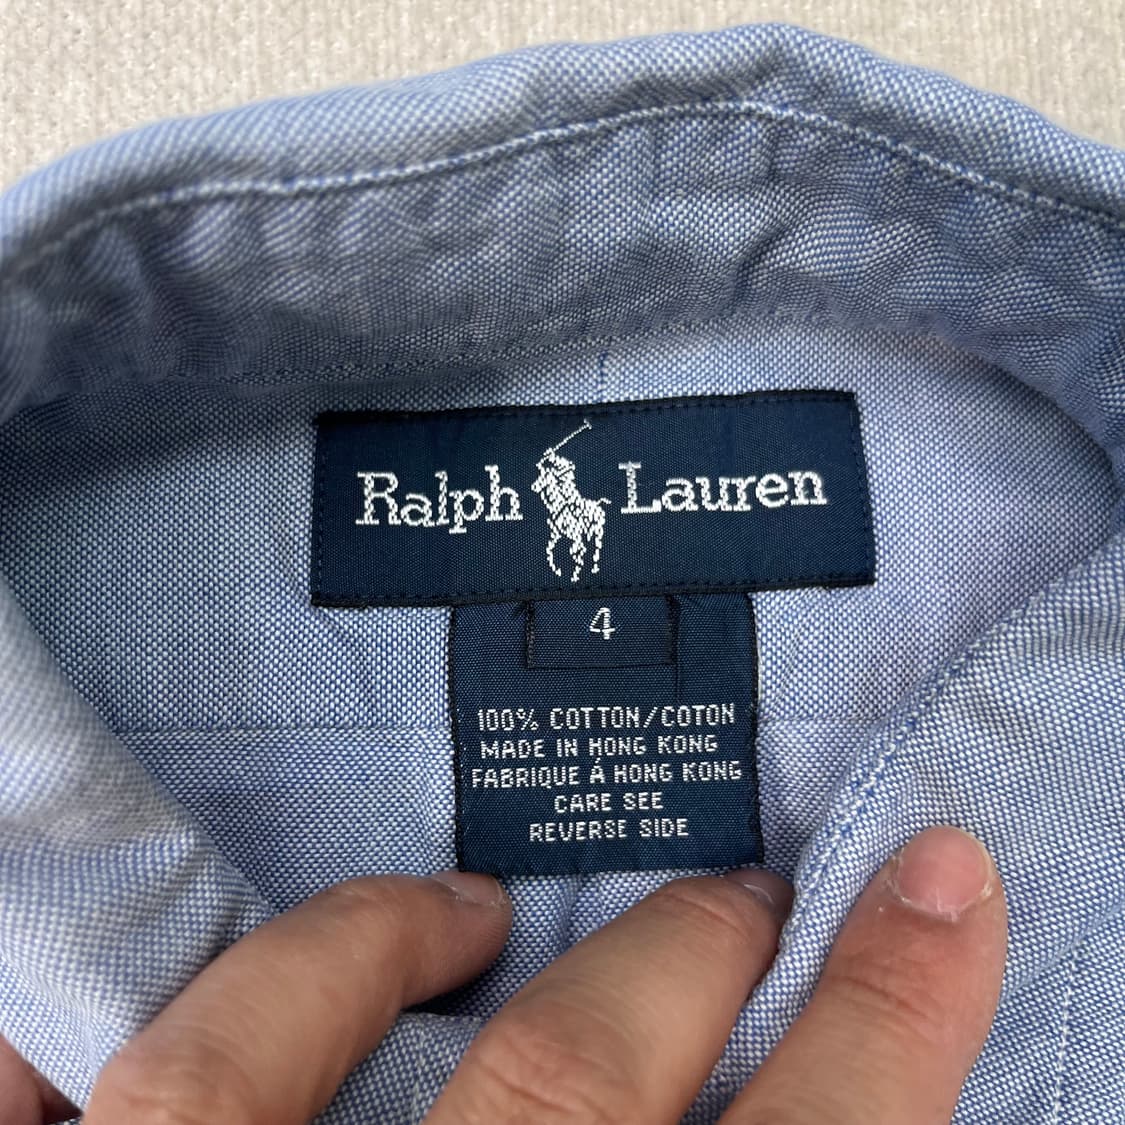 Ralph Lauren
4
100% COTTON/COTON
MADE IN HONG KONG
FABRIQUE Á HONG KONG
CARE SEE
REVERSE SIDE